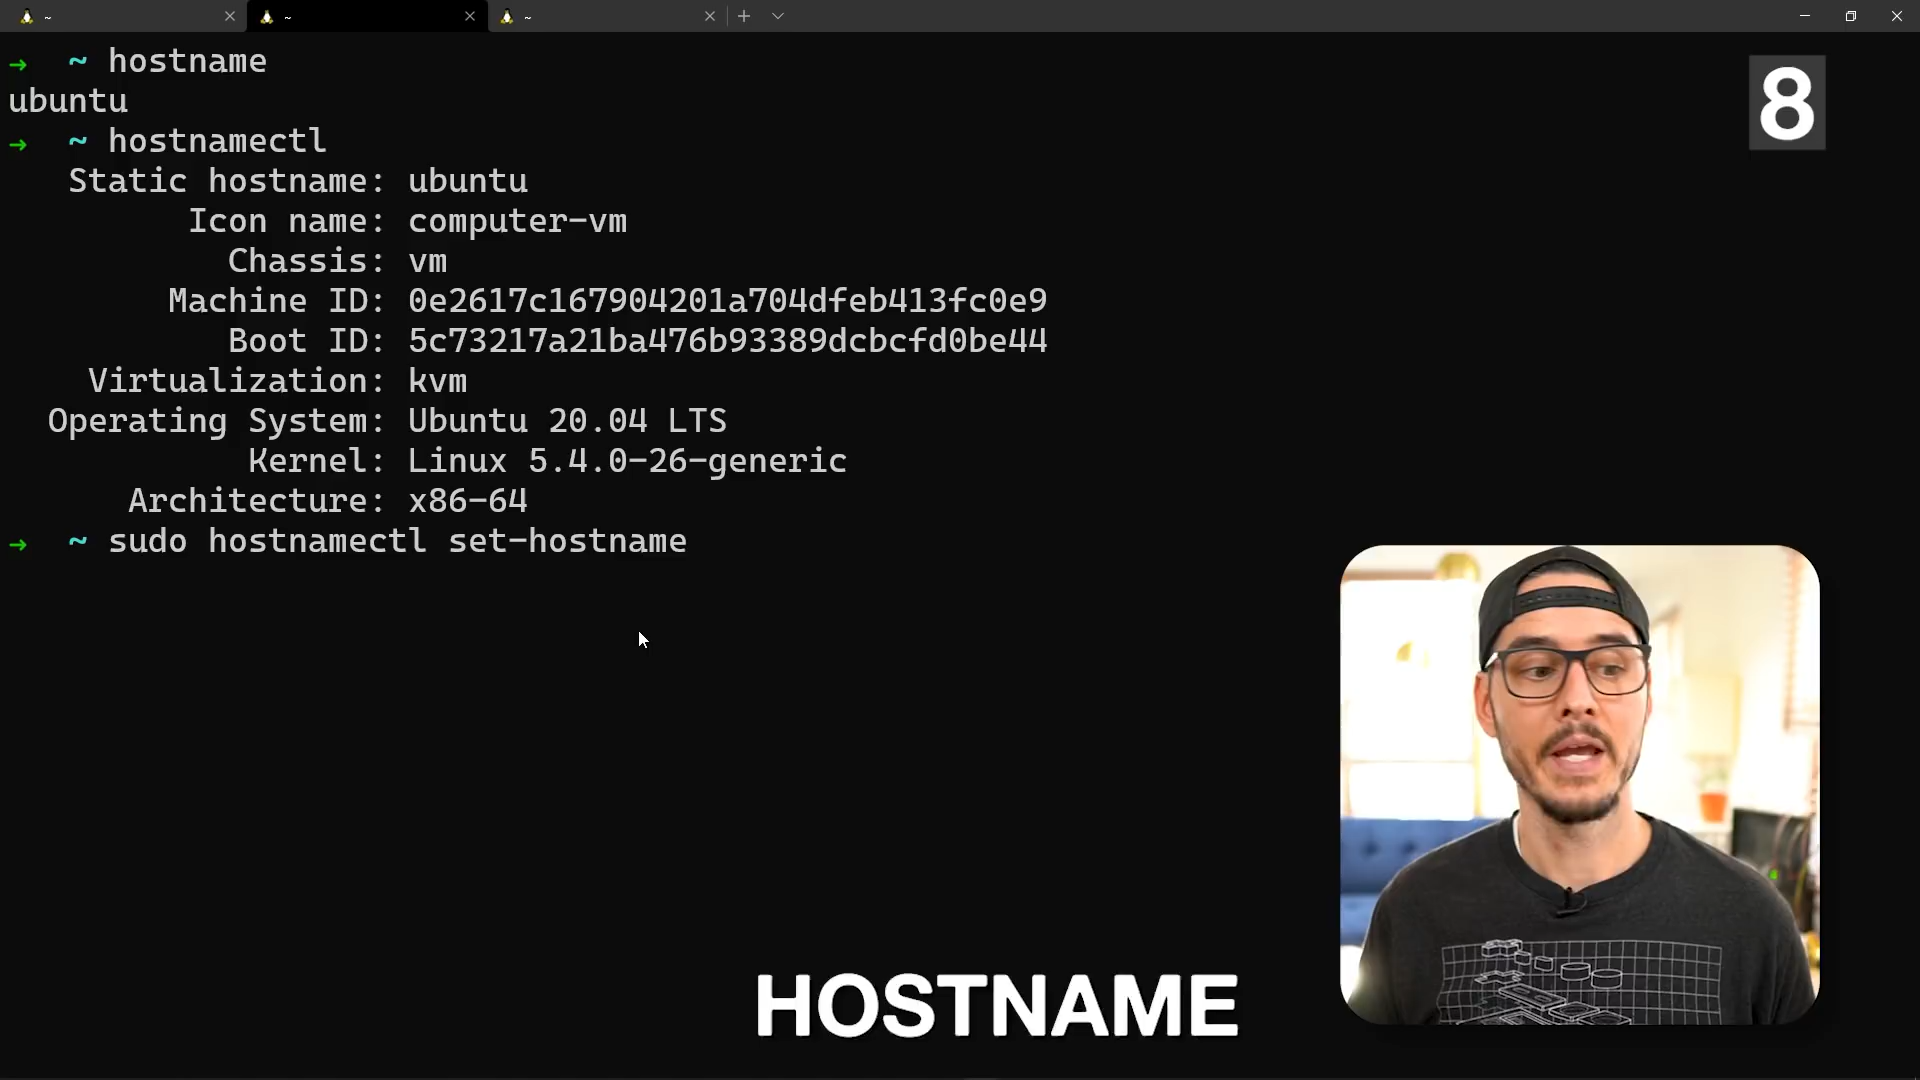 ~
~
~
→ ~ hostname
ubuntu
→ ~ hostnamectl
Static hostname: ubuntu
Icon name: computer-vm
Chassis: vm
Machine ID: 0e2617c167904201a704dfeb413fc0e9
Boot ID: 5c73217a21ba476b93389dcbcfd0be44
Virtualization: kvm
Operating System: Ubuntu 20.04 LTS
Kernel: Linux 5.4.0-26-generic
Architecture: x86-64
→ ~ sudo hostnamectl set-hostname
8
HOSTNAME